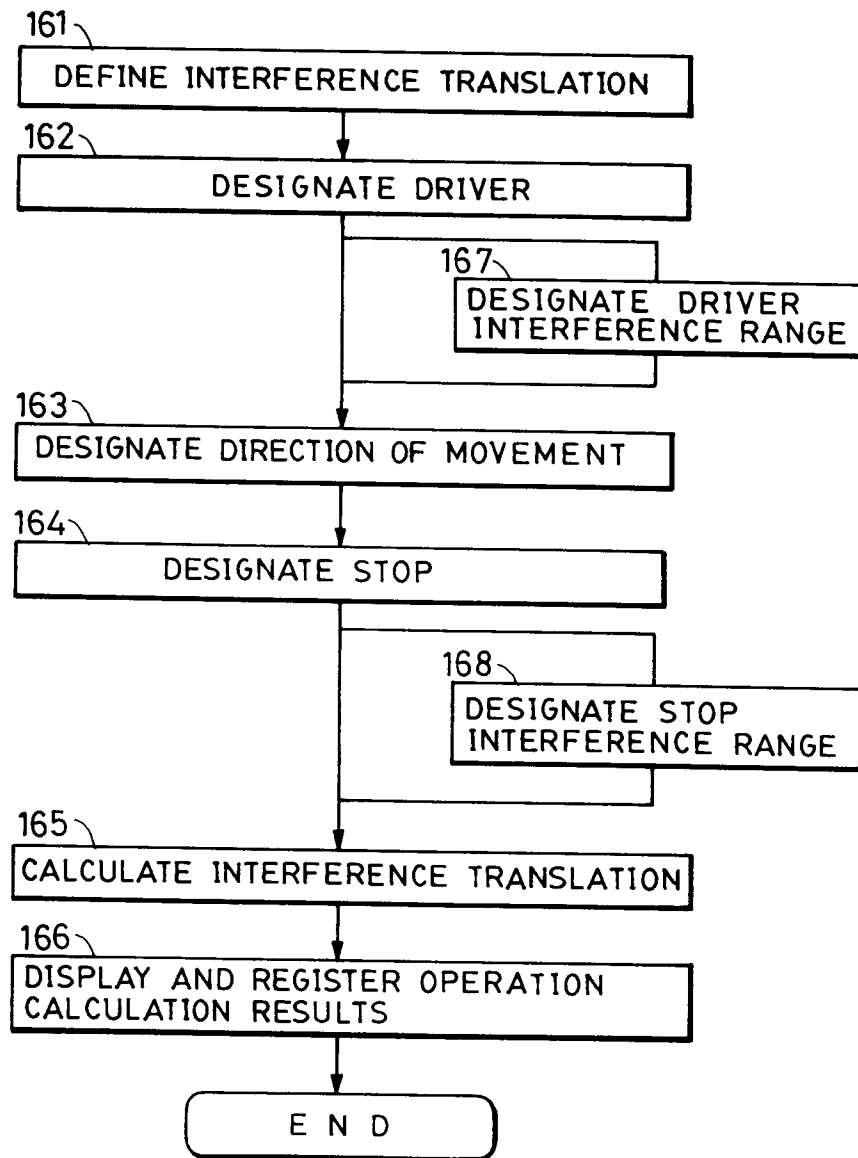 161
DEFINE INTERFERENCE TRANSLATION
162
DESIGNATE DRIVER
167
DESIGNATE DRIVER
INTERFERENCE RANGE
163
DESIGNATE DIRECTION OF MOVEMENT
164
DESIGNATE STOP
168
DESIGNATE STOP
INTERFERENCE RANGE
165
CALCULATE INTERFERENCE TRANSLATION
166
DISPLAY AND REGISTER OPERATION
CALCULATION RESULTS
END